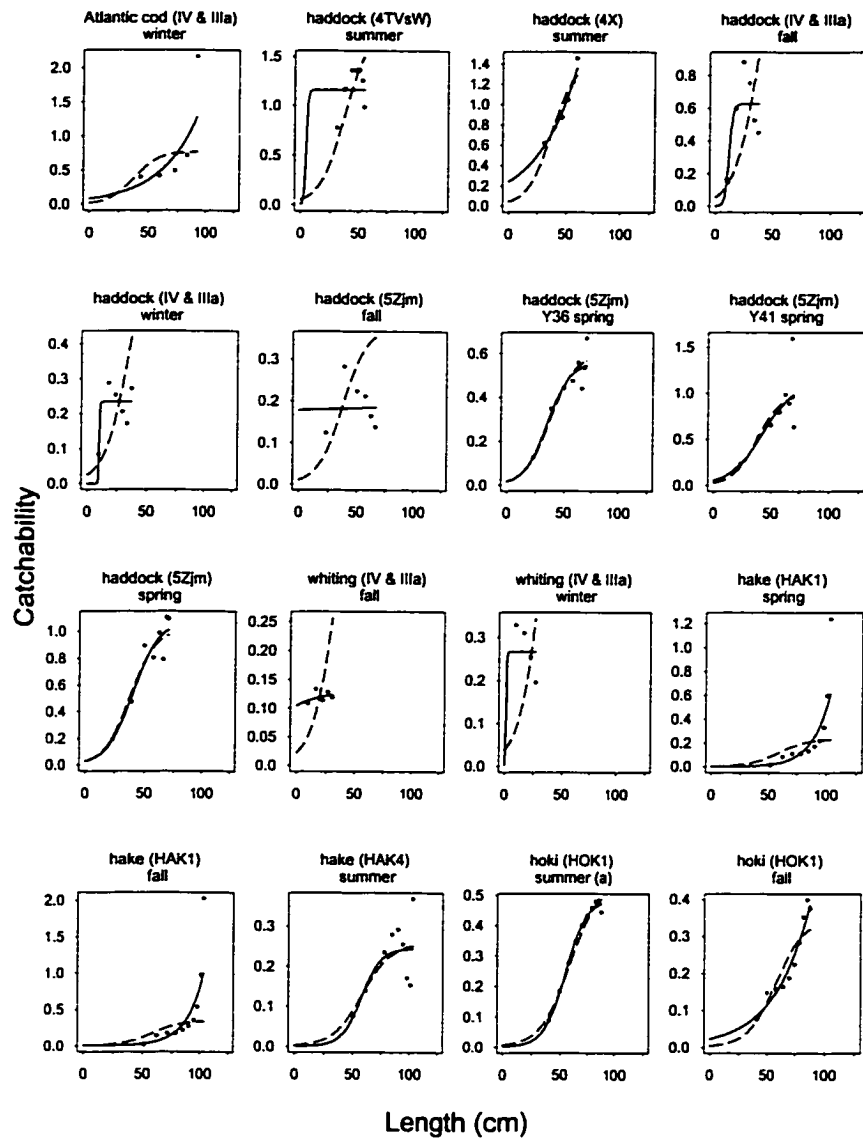 Atlantic cod (IV & IIIa)
winter
haddock (4TVsW)
summer
haddock (4X)
summer
haddock (IV & IIIa)
fall
2.0
1.5
1.0
0.5
0.0
0 50 100
1.5
1.0
0.5
0.0
0 50 100
1.4
1.2
1.0
0.8
0.6
0.4
0.2
0.0
0 50 100
0.8
0.6
0.4
0.2
0.0
0 50 100
haddock (IV & IIIa)
winter
haddock (5Zjm)
fall
haddock (5Zjm)
Y36 spring
haddock (5Zjm)
Y41 spring
0.4
0.3
0.2
0.1
0.0
0 50 100
0.3
0.2
0.1
0.0
0 50 100
0.6
0.4
0.2
0.0
0 50 100
1.5
1.0
0.5
0.0
0 50 100
Catchability
haddock (5Zjm)
spring
whiting (IV & IIIa)
fall
whiting (IV & IIIa)
winter
hake (HAK1)
spring
1.0
0.8
0.6
0.4
0.2
0.0
0 50 100
0.25
0.20
0.15
0.10
0.05
0.0
0 50 100
0.3
0.2
0.1
0.0
0 50 100
1.2
1.0
0.8
0.6
0.4
0.2
0.0
0 50 100
hake (HAK1)
fall
hake (HAK4)
summer
hoki (HOK1)
summer (a)
hoki (HOK1)
fall
2.0
1.5
1.0
0.5
0.0
0 50 100
0.3
0.2
0.1
0.0
0 50 100
0.5
0.4
0.3
0.2
0.1
0.0
0 50 100
0.4
0.3
0.2
0.1
0.0
0 50 100
Length (cm)